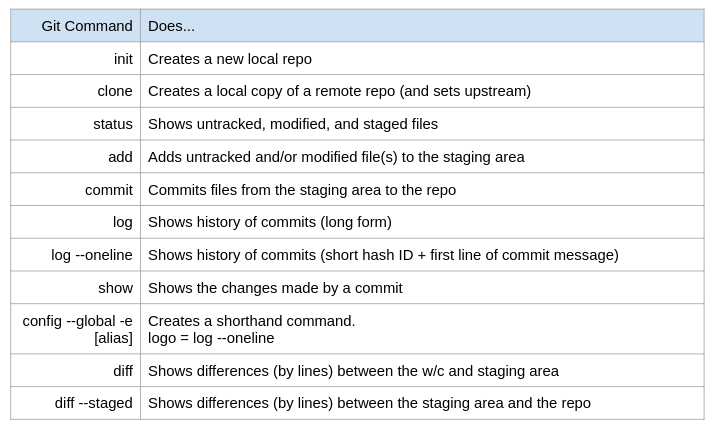 Git Command Does...
init Creates a new local repo
clone Creates a local copy of a remote repo (and sets upstream)
status Shows untracked, modified, and staged files
add Adds untracked and/or modified file(s) to the staging area
commit Commits files from the staging area to the repo
log Shows history of commits (long form)
log --oneline Shows history of commits (short hash ID + first line of commit message)
show Shows the changes made by a commit
config --global -e Creates a shorthand command.
[alias] logo = log --oneline
diff Shows differences (by lines) between the w/c and staging area
diff --staged Shows differences (by lines) between the staging area and the repo